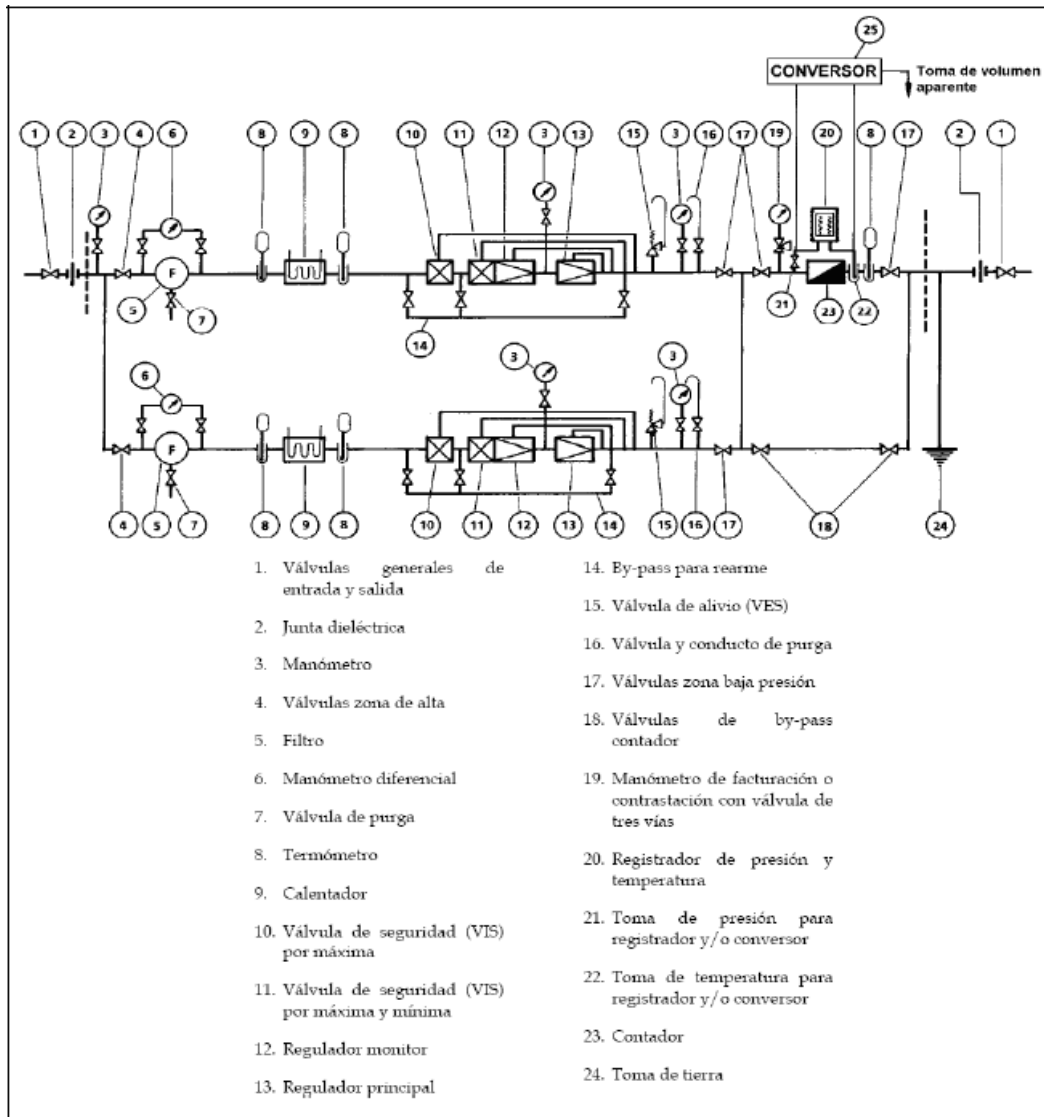 25
CONVERSOR
Toma de volumen
aparente
1 2 3 4 6 8 9 8 10 11 12 3 13 15 3 16 17 19 20 8 17 2 1
F
5 7 21 23 22
14
3 3
6
F
4 5 7 8 9 8 10 11 12 13 14 15 16 17 18 24
1. Válvulas generales de
entrada y salida
2. Junta dieléctrica
3. Manómetro
4. Válvulas zona de alta
5. Filtro
6. Manómetro diferencial
7. Válvula de purga
8. Termómetro
9. Calentador
10. Válvula de seguridad (VIS)
por máxima
11. Válvula de seguridad (VIS)
por máxima y mínima
12. Regulador monitor
13. Regulador principal
14. By-pass para rearme
15. Válvula de alivio (VES)
16. Válvula y conducto de purga
17. Válvulas zona baja presión
18. Válvulas de by-pass
contador
19. Manómetro de facturación o
contrastación con válvula de
tres vías
20. Registrador de presión y
temperatura
21. Toma de presión para
registrador y/o conversor
22. Toma de temperatura para
registrador y/o conversor
23. Contador
24. Toma de tierra